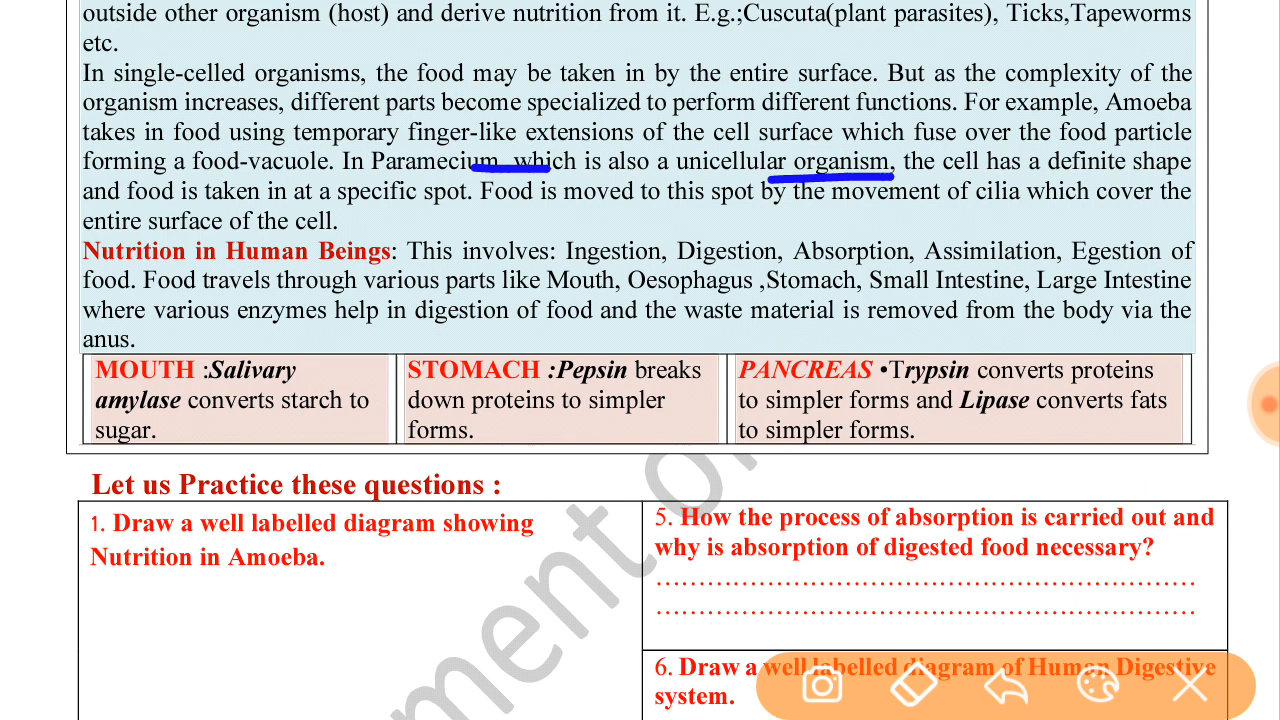 outside other organism (host) and derive nutrition from it. E.g.;Cuscuta(plant parasites), Ticks,Tapeworms
etc.
In single-celled organisms, the food may be taken in by the entire surface. But as the complexity of the
organism increases, different parts become specialized to perform different functions. For example, Amoeba
takes in food using temporary finger-like extensions of the cell surface which fuse over the food particle
forming a food-vacuole. In Paramecium which is also a unicellular organism, the cell has a definite shape
and food is taken in at a specific spot. Food is moved to this spot by the movement of cilia which cover the
entire surface of the cell.
Nutrition in Human Beings: This involves: Ingestion, Digestion, Absorption, Assimilation, Egestion of
food. Food travels through various parts like Mouth, Oesophagus ,Stomach, Small Intestine, Large Intestine
where various enzymes help in digestion of food and the waste material is removed from the body via the
anus.
MOUTH :Salivary
amylase converts starch to
sugar.
STOMACH :Pepsin breaks
down proteins to simpler
forms.
PANCREAS •Trypsin converts proteins
to simpler forms and Lipase converts fats
to simpler forms.
Let us Practice these questions :
1. Draw a well labelled diagram showing
Nutrition in Amoeba.
5. How the process of absorption is carried out and
why is absorption of digested food necessary?
6. Draw a well labelled diagram of Human Digestive
system.